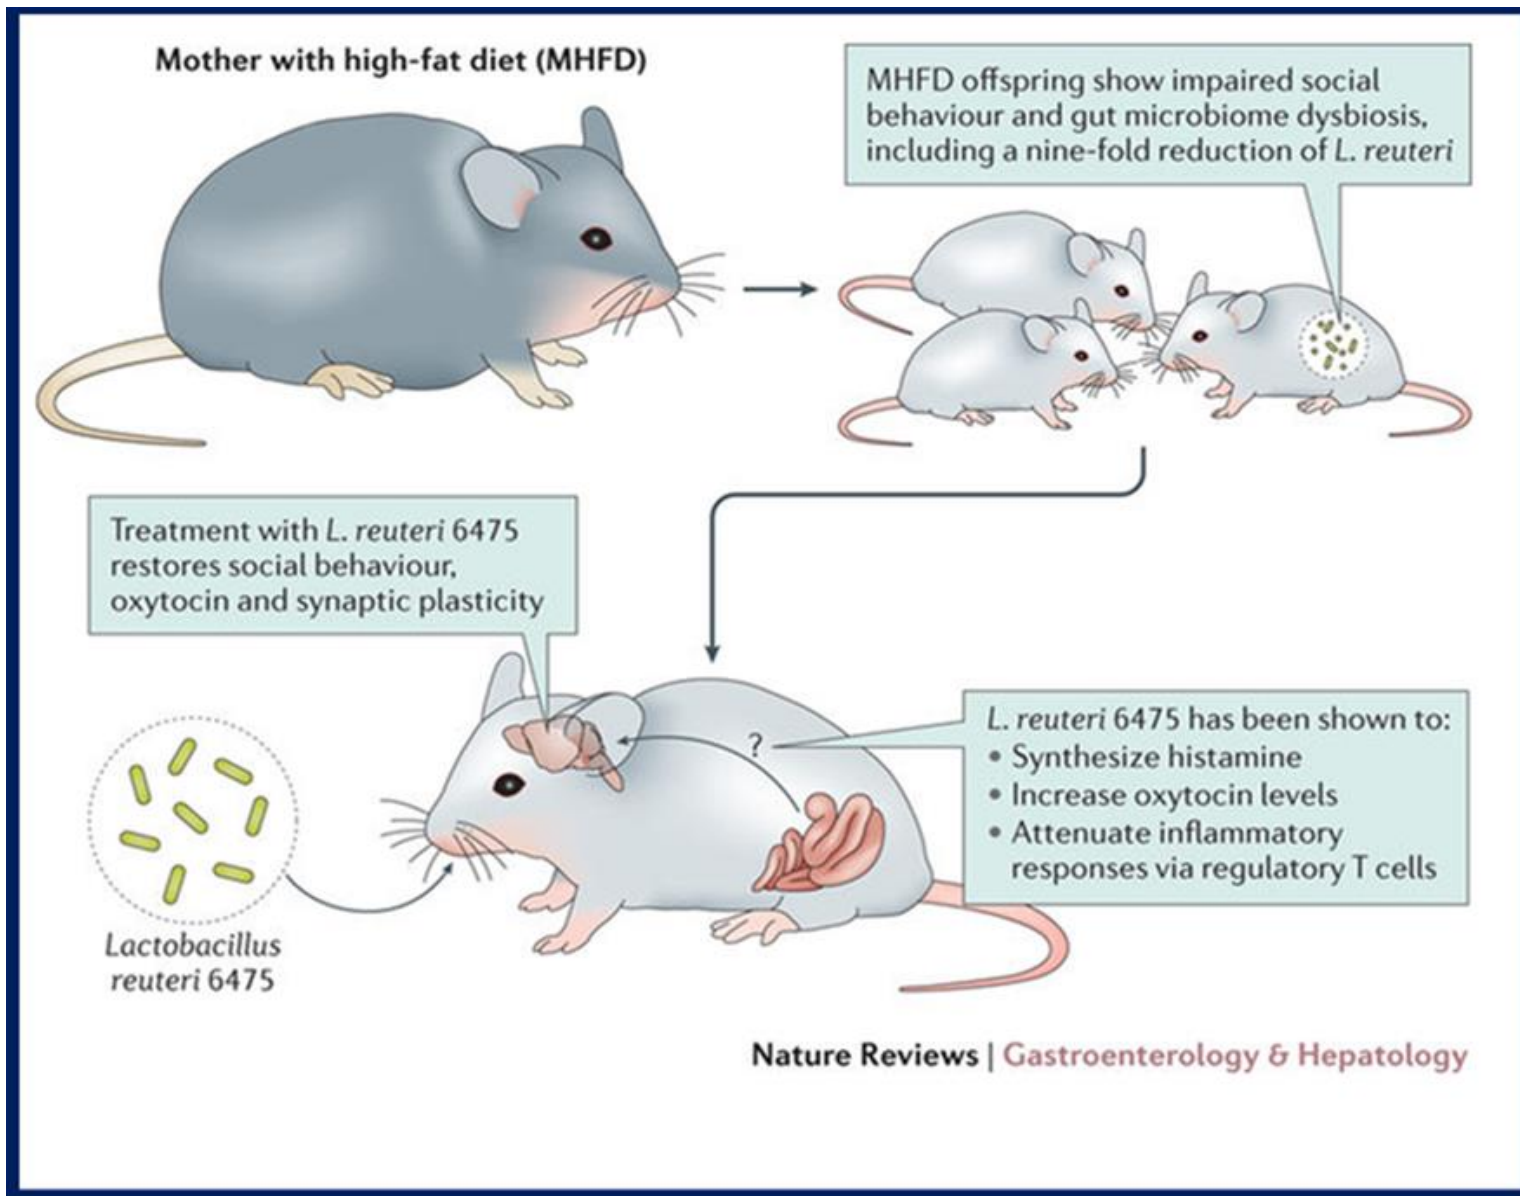 Mother with high-fat diet (MHFD)
MHFD offspring show impaired social
behaviour and gut microbiome dysbiosis,
including a nine-fold reduction of L. reuteri
Treatment with L. reuteri 6475
restores social behaviour,
oxytocin and synaptic plasticity
?
L. reuteri 6475 has been shown to:
• Synthesize histamine
• Increase oxytocin levels
• Attenuate inflammatory
responses via regulatory T cells
Lactobacillus
reuteri 6475
Nature Reviews | Gastroenterology & Hepatology